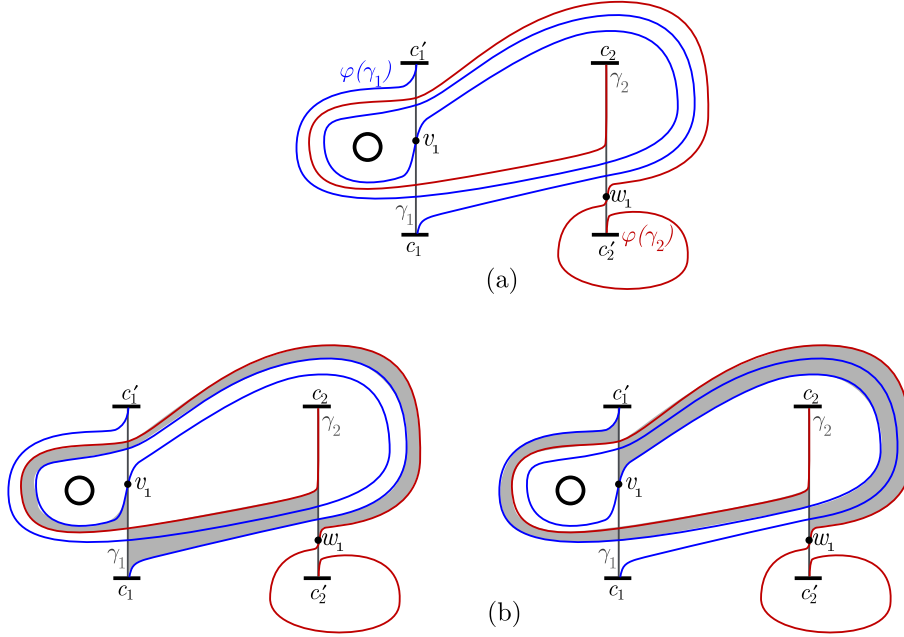 c₁′ c₂
φ(γ₁) γ₂
v₁
w₁
γ₁
c₁ c₂′ φ(γ₂)
(a)
c₁′ c₂ c₁′ c₂
γ₂ γ₂
v₁ v₁
w₁ w₁
γ₁ γ₁
c₁ c₂′ c₁ c₂′
(b)